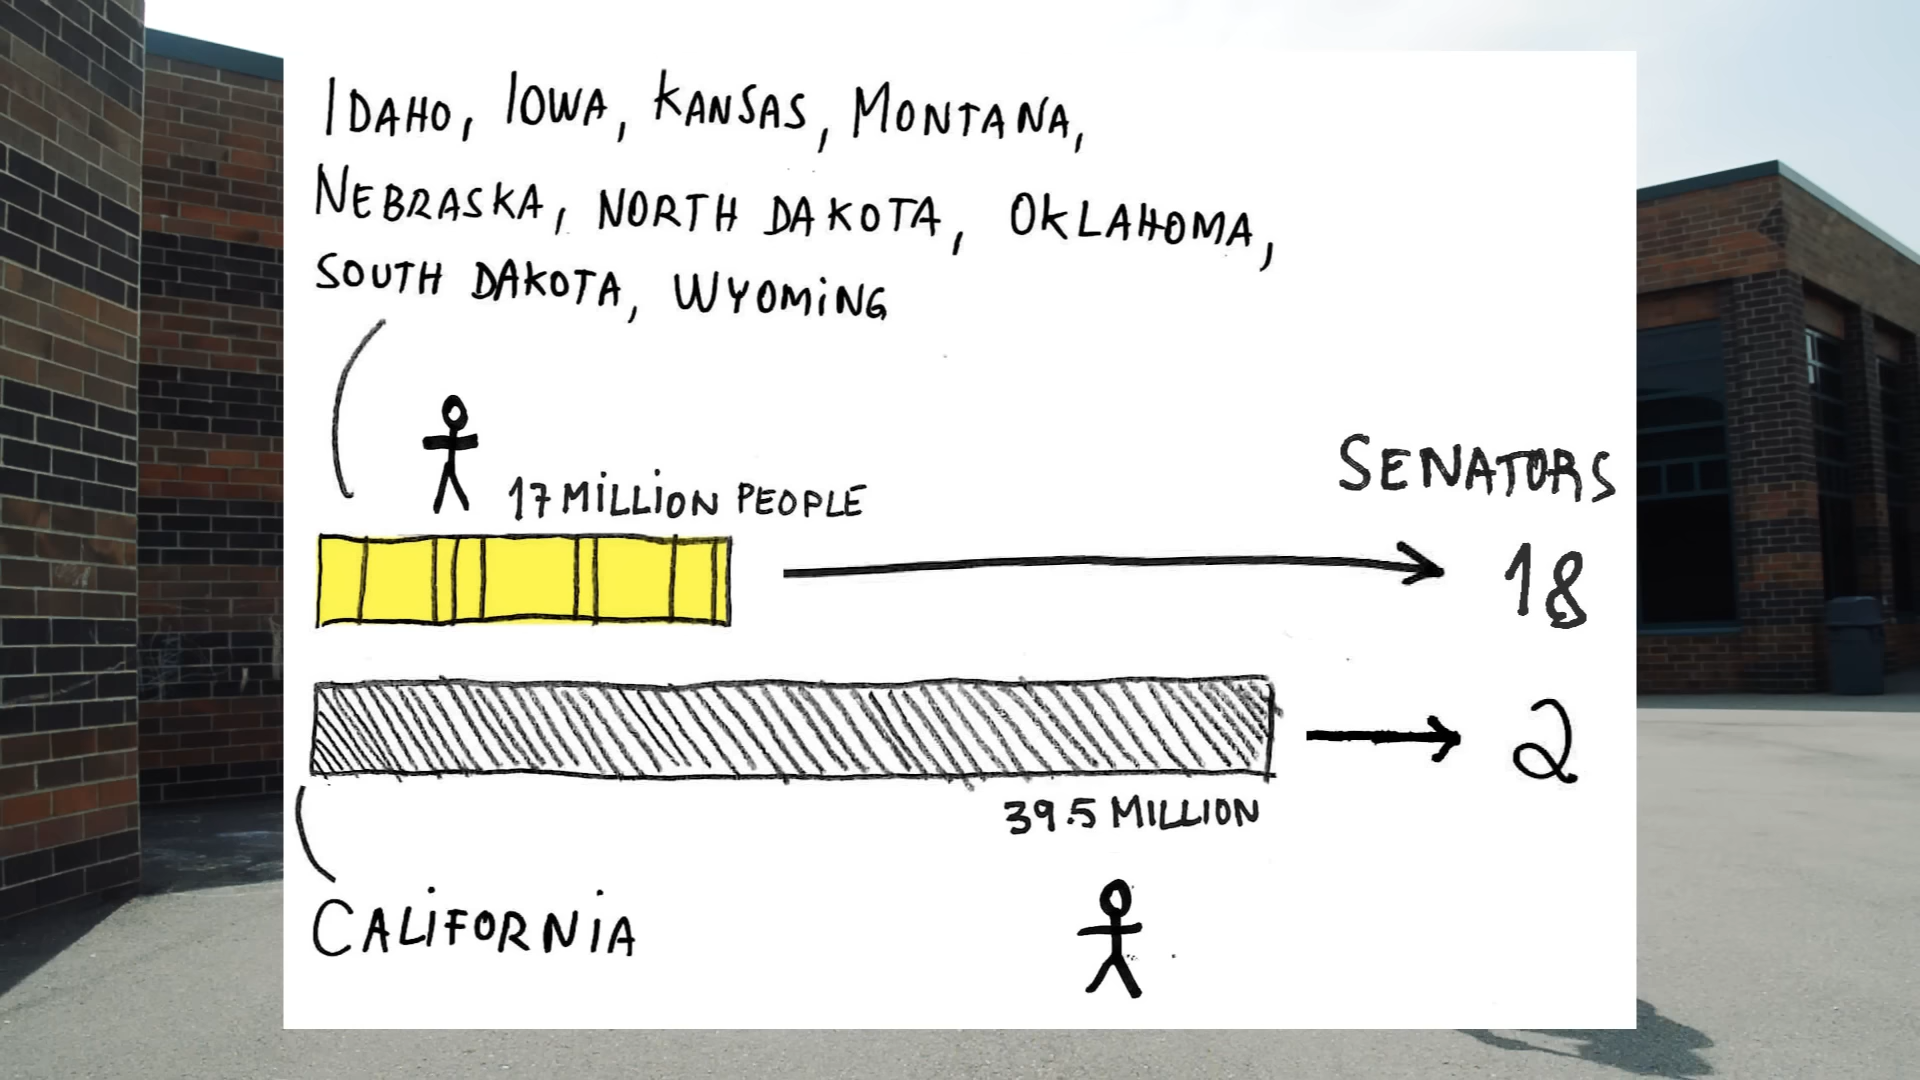 IDAHO, IOWA, KANSAS, MONTANA,
NEBRASKA, NORTH DAKOTA, OKLAHOMA,
SOUTH DAKOTA, WYOMING
17 MILLION PEOPLE
SENATORS
18
2
39.5 MILLION
CALIFORNIA